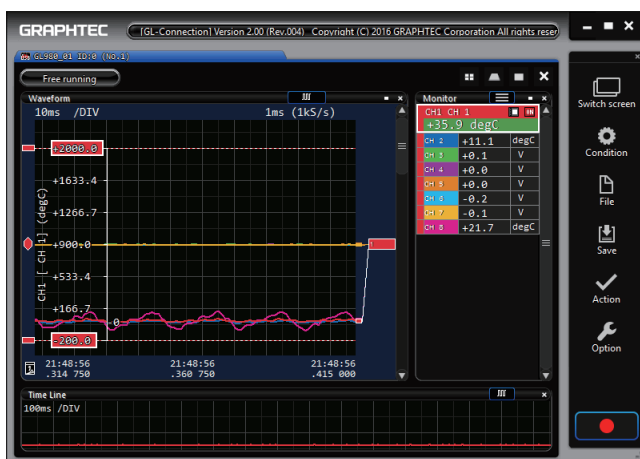 GRAPHTEC
[GL-Connection] Version 2.00 (Rev.004) Copyright (C) 2016 GRAPHTEC Corporation All rights reser
GL980_01 ID:0 (No.1)
Free running
Waveform
10ms /DIV 1ms (1kS/s)
+2000.0
+1633.4
+1266.7
+900.0
+533.4
+166.7
-200.0
CH1 [ CH 1] (degC)
0
21:48:56 21:48:56 21:48:56
.314 750 .360 750 .415 000
Monitor
CH1 CH 1
+35.9 degC
CH 2 +11.1 degC
CH 3 +0.1 V
CH 4 +0.0 V
CH 5 +0.0 V
CH 6 -0.2 V
CH 7 -0.1 V
CH 8 +21.7 degC
Time Line
100ms /DIV
Switch screen
Condition
File
Save
Action
Option